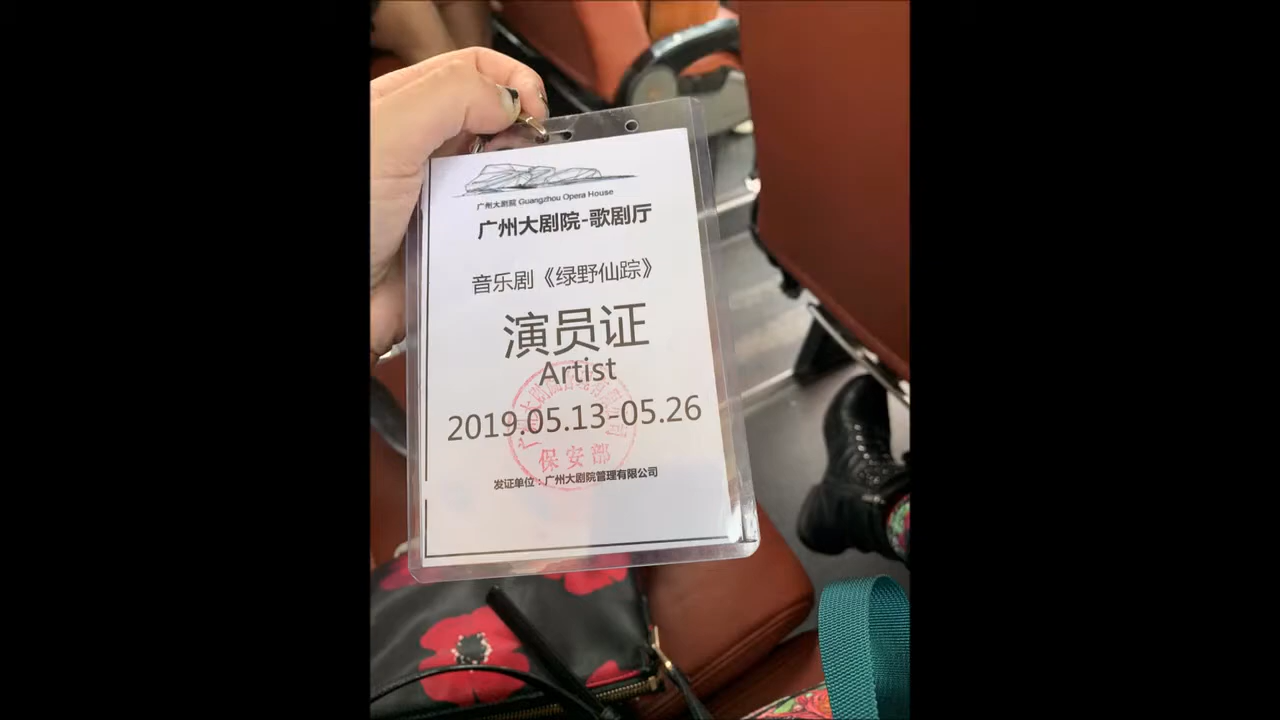 广州大剧院 Guangzhou Opera House
广州大剧院-歌剧厅
音乐剧《绿野仙踪》
演员证
Artist
2019.05.13-05.26
保安部
发证单位：广州大剧院管理有限公司